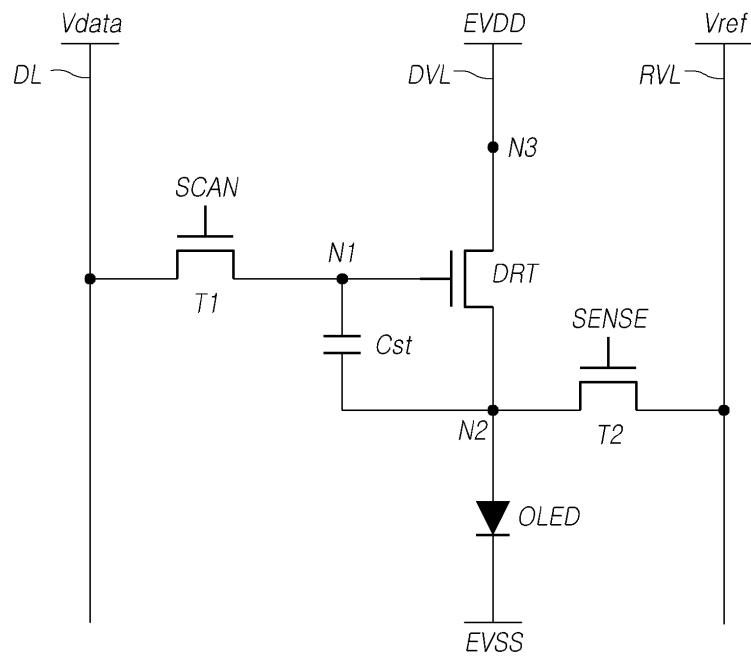 Vdata
EVDD
Vref
DL
DVL
RVL
N3
SCAN
N1
DRT
T1
SENSE
Cst
N2
T2
OLED
EVSS